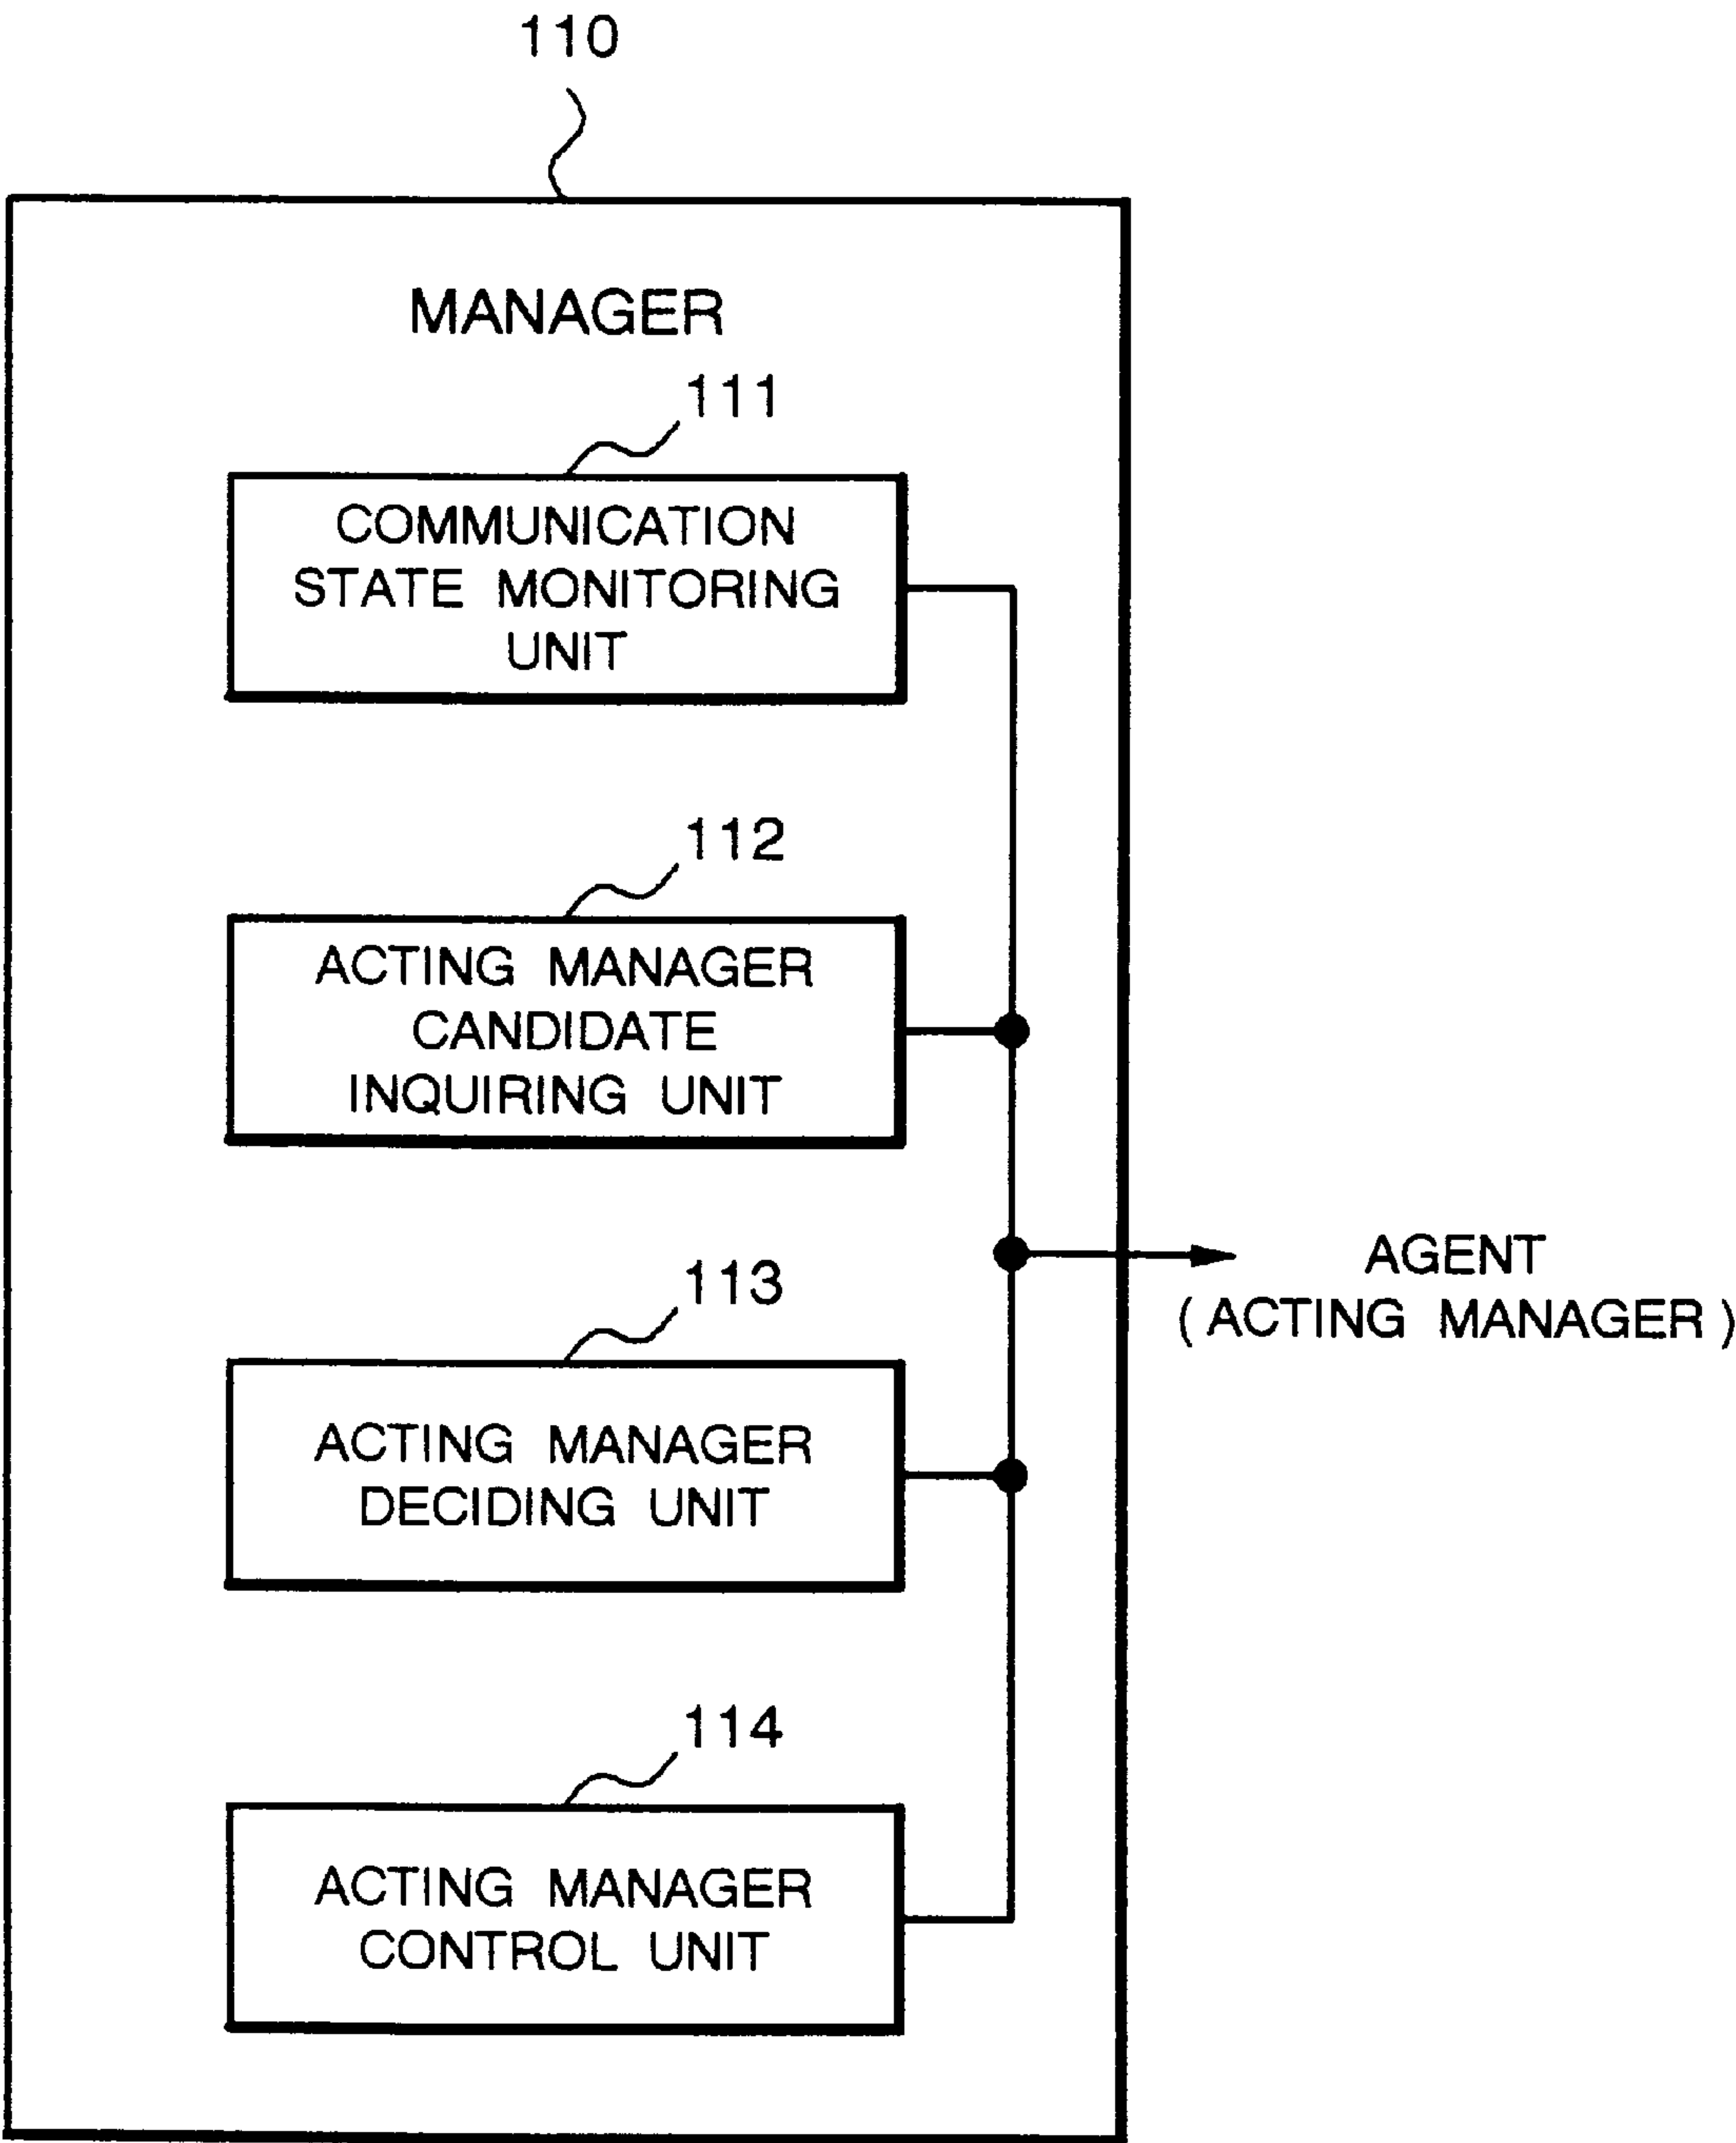 110
MANAGER
111
COMMUNICATION
STATE MONITORING
UNIT
112
ACTING MANAGER
CANDIDATE
INQUIRING UNIT
AGENT
(ACTING MANAGER)
113
ACTING MANAGER
DECIDING UNIT
114
ACTING MANAGER
CONTROL UNIT